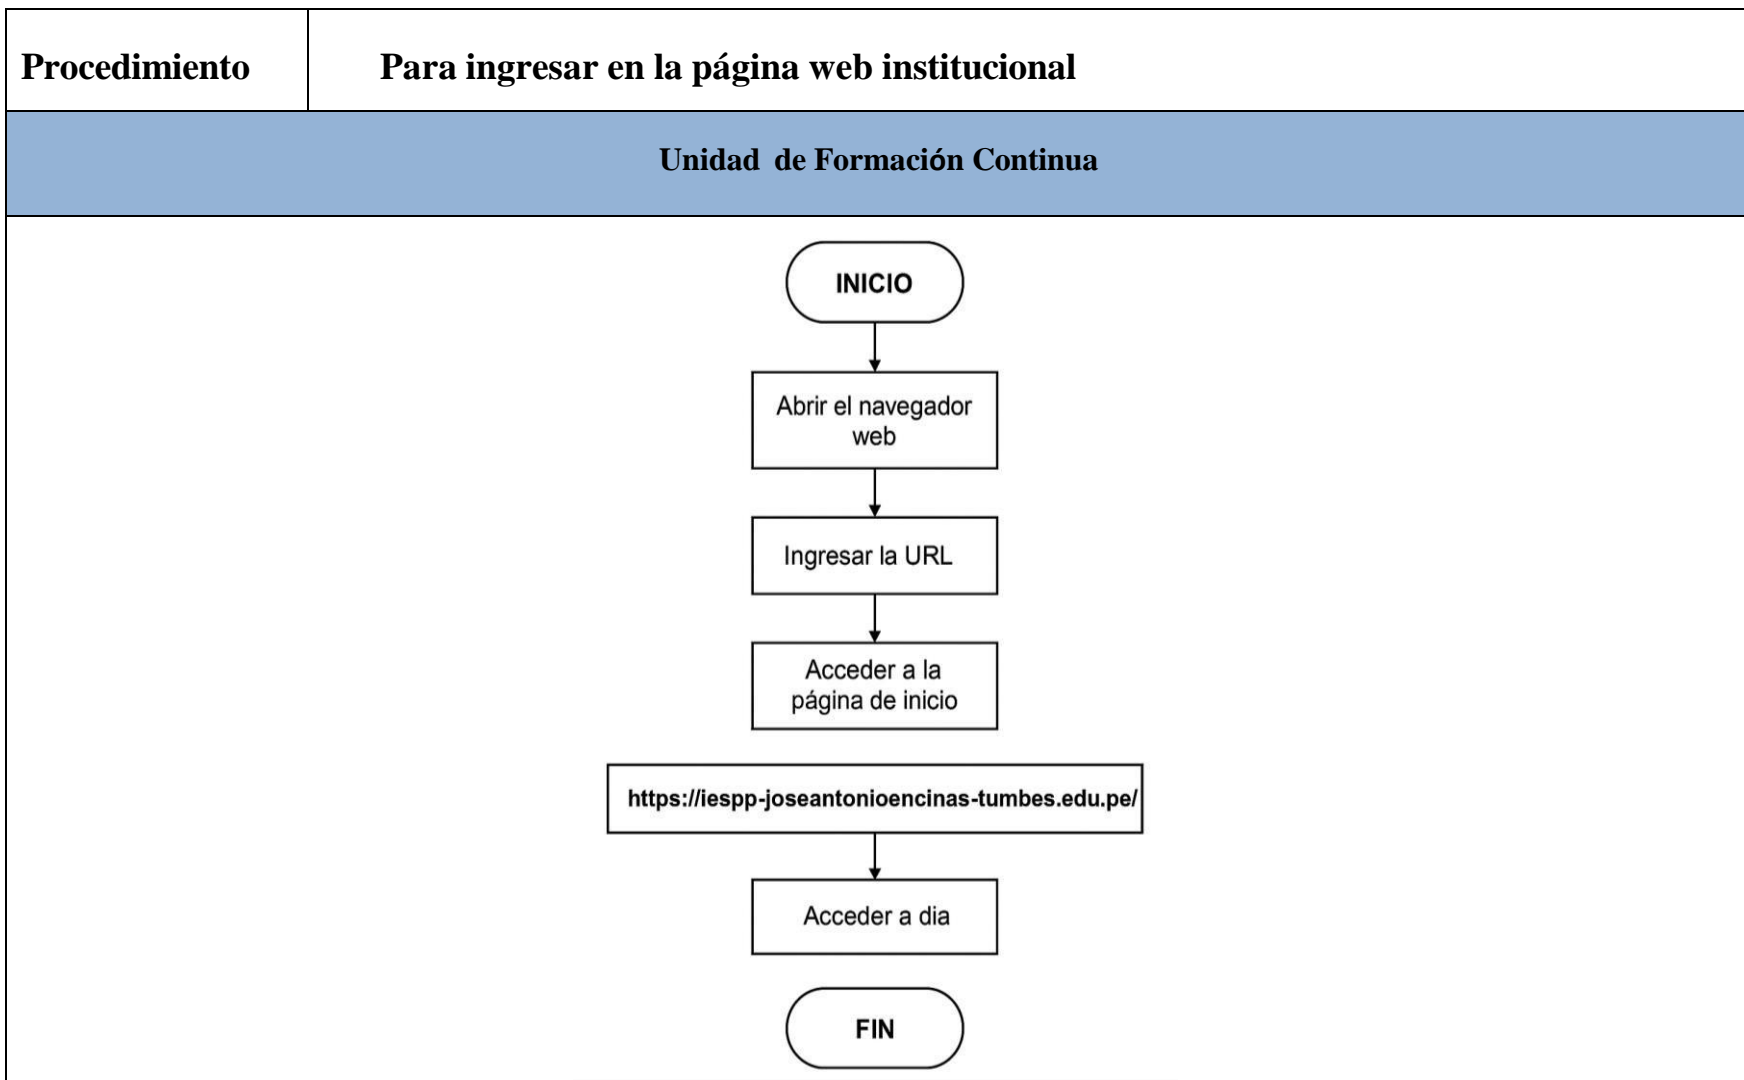 Procedimiento
Para ingresar en la página web institucional
Unidad de Formación Continua
INICIO
Abrir el navegador
web
Ingresar la URL
Acceder a la
página de inicio
https://iespp-joseantonioencinas-tumbes.edu.pe/
Acceder a dia
FIN